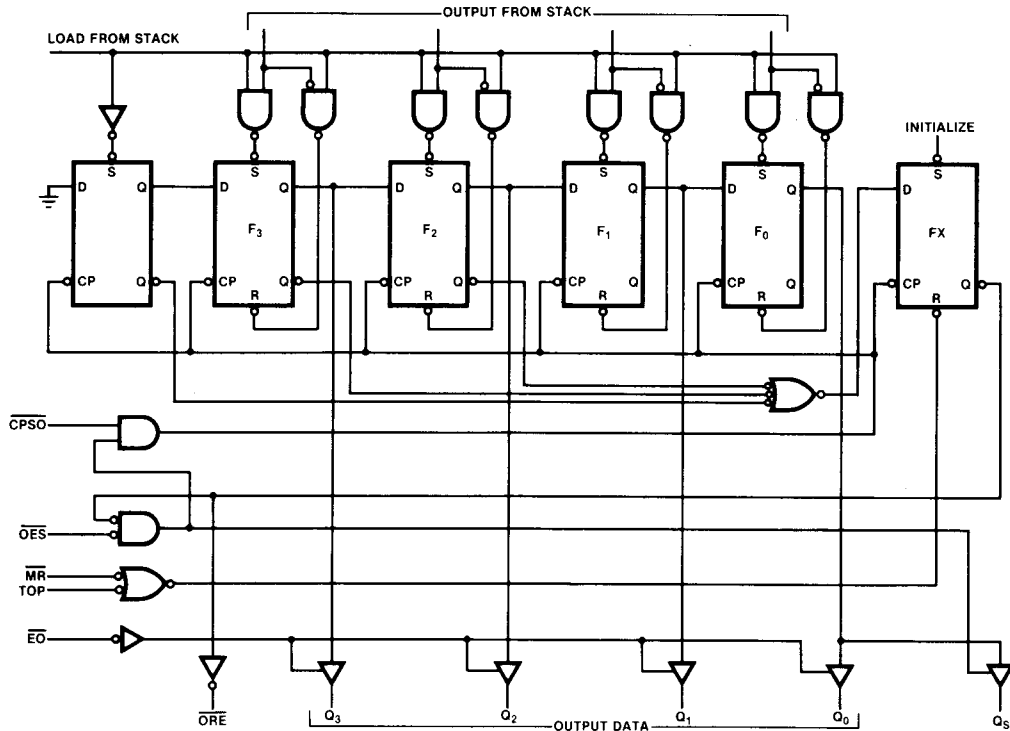 OUTPUT FROM STACK
LOAD FROM STACK
INITIALIZE
S S S S S S
D Q D Q D Q D Q D Q D
F3 F2 F1 F0 FX
CP Q CP Q CP Q CP Q CP Q CP Q
R R R R R
CPSO
OES
MR
TOP
EO
ORE Q3 Q2 Q1 Q0 QS
OUTPUT DATA